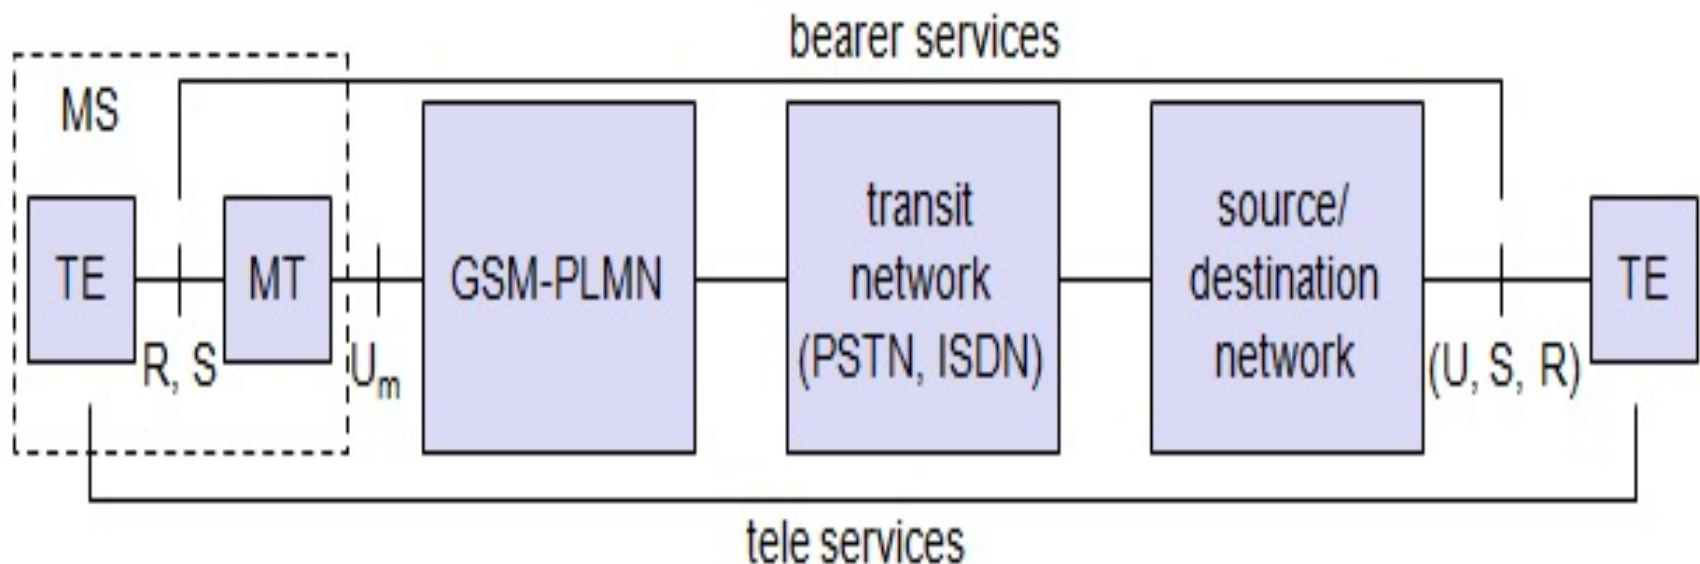 bearer services
MS
TE
R, S
MT
Um
GSM-PLMN
transit
network
(PSTN, ISDN)
source/
destination
network
(U, S, R)
TE
tele services